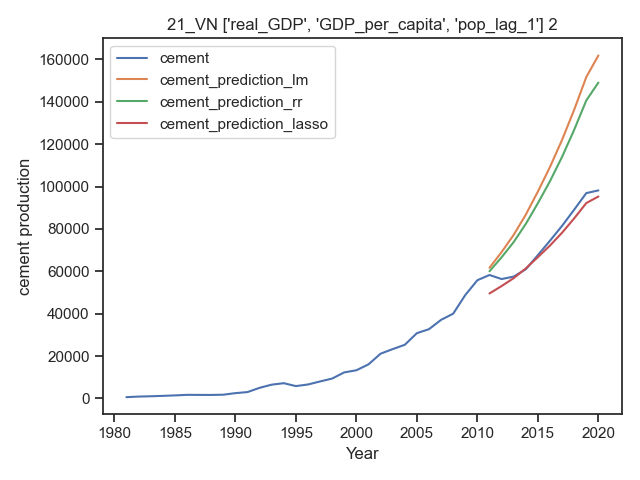 21_VN ['real_GDP', 'GDP_per_capita', 'pop_lag_1'] 2
cement
cement_prediction_lm
cement_prediction_rr
cement_prediction_lasso
cement production
160000
140000
120000
100000
80000
60000
40000
20000
0
1980 1985 1990 1995 2000 2005 2010 2015 2020
Year